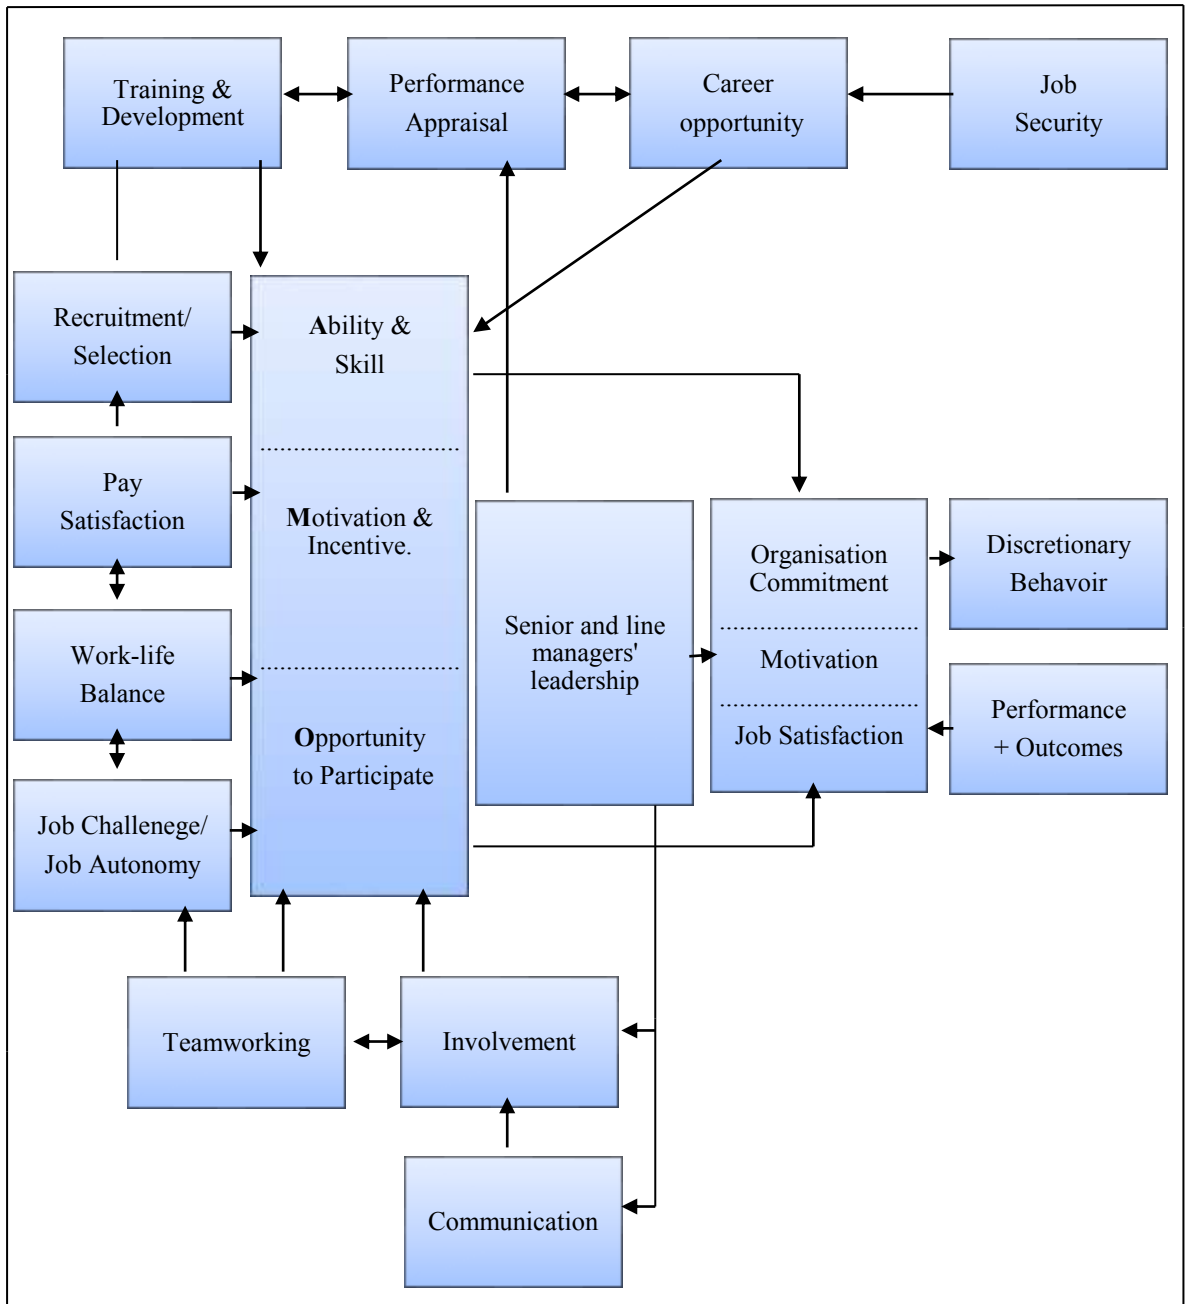 Training &
Development
Performance
Appraisal
Career
opportunity
Job
Security
Recruitment/
Selection
Ability &
Skill
Pay
Satisfaction
Motivation &
Incentive.
Organisation
Commitment
Discretionary
Behavoir
Senior and line
managers'
leadership
Work-life
Balance
Motivation
Performance
+ Outcomes
Job Satisfaction
Opportunity
to Participate
Job Challenege/
Job Autonomy
Teamworking
Involvement
Communication